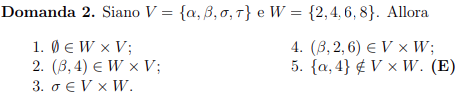 Domanda 2. Siano V = {α, β, σ, τ} e W = {2, 4, 6, 8}. Allora
1. ∅ ∈ W × V;
2. (β, 4) ∈ W × V;
3. σ ∈ V × W.
4. (β, 2, 6) ∈ V × W;
5. {α, 4} ∉ V × W. (E)